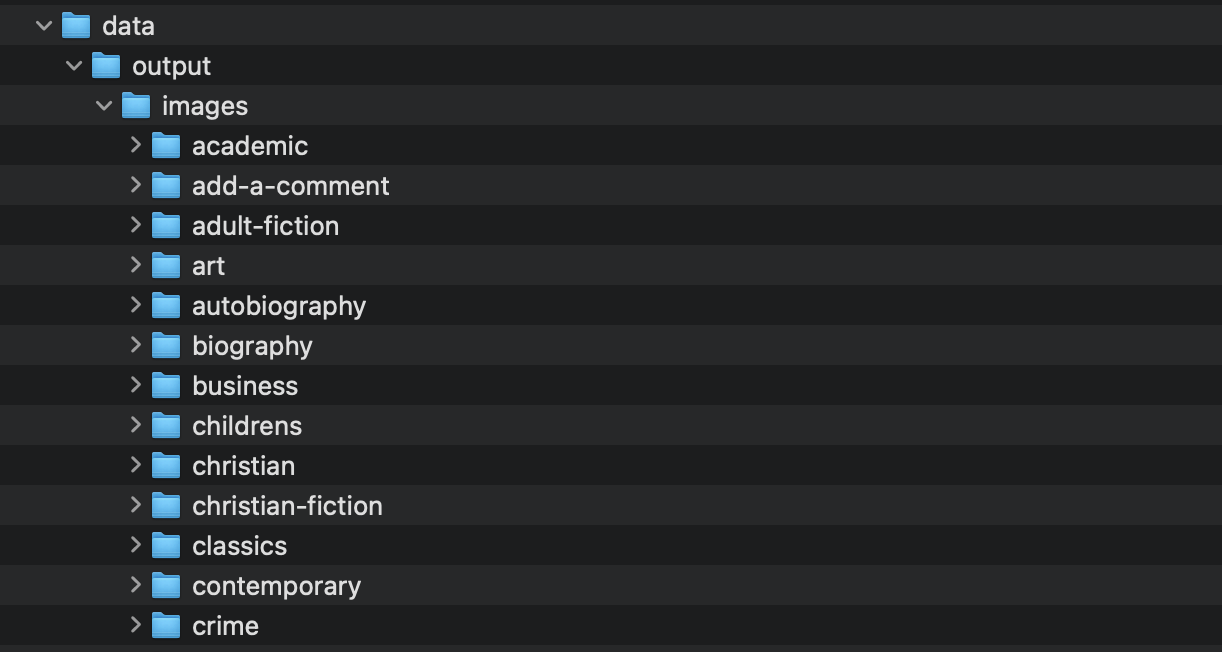 data
output
images
academic
add-a-comment
adult-fiction
art
autobiography
biography
business
childrens
christian
christian-fiction
classics
contemporary
crime